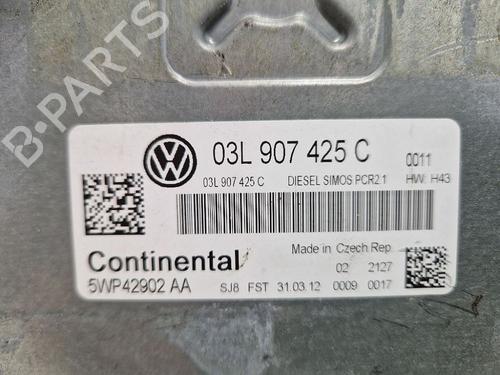 B-PARTS
03L 907 425 C 0011
03L 907 425 C DIESEL SIMOS PCR2.1 HW: H43
Made in Czech Rep.
Continental 02 2127
5WP42902 AA SJ8 FST 31.03.12 0009 0017